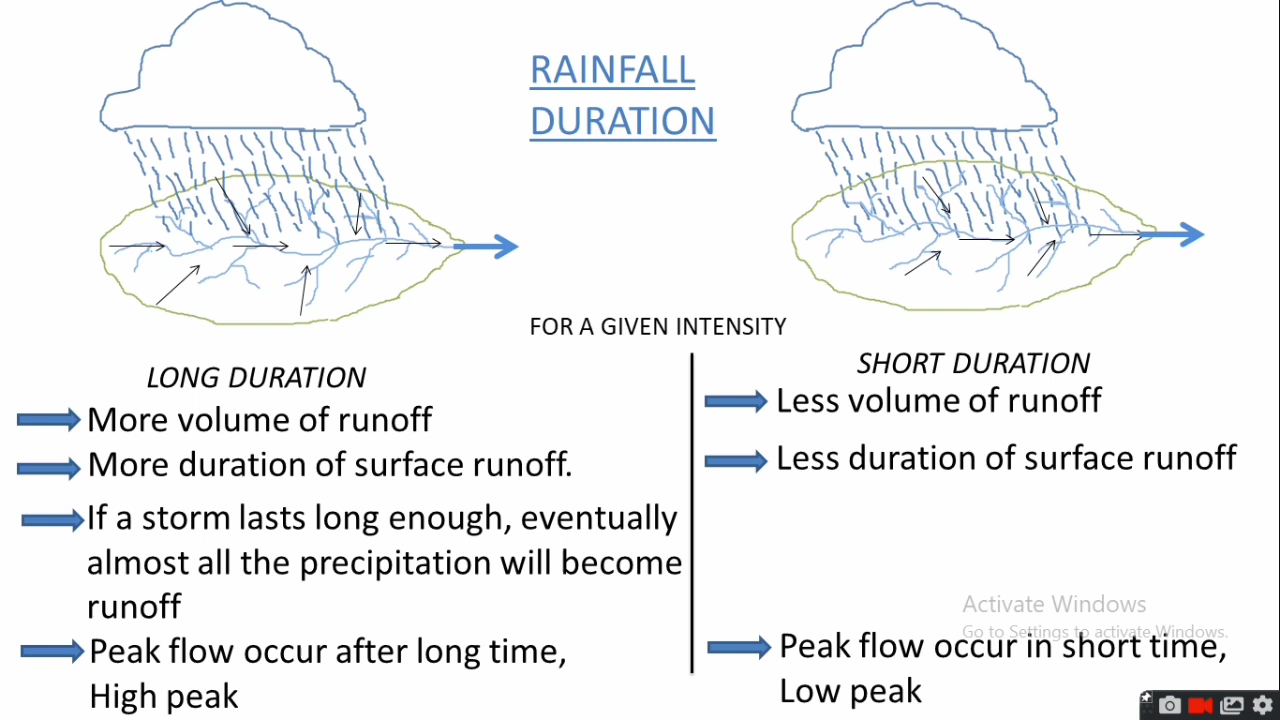 RAINFALL
DURATION
FOR A GIVEN INTENSITY
LONG DURATION
More volume of runoff
More duration of surface runoff.
If a storm lasts long enough, eventually
almost all the precipitation will become
runoff
Peak flow occur after long time,
High peak
SHORT DURATION
Less volume of runoff
Less duration of surface runoff
Peak flow occur in short time,
Low peak
Activate Windows
Go to Settings to activate Windows.